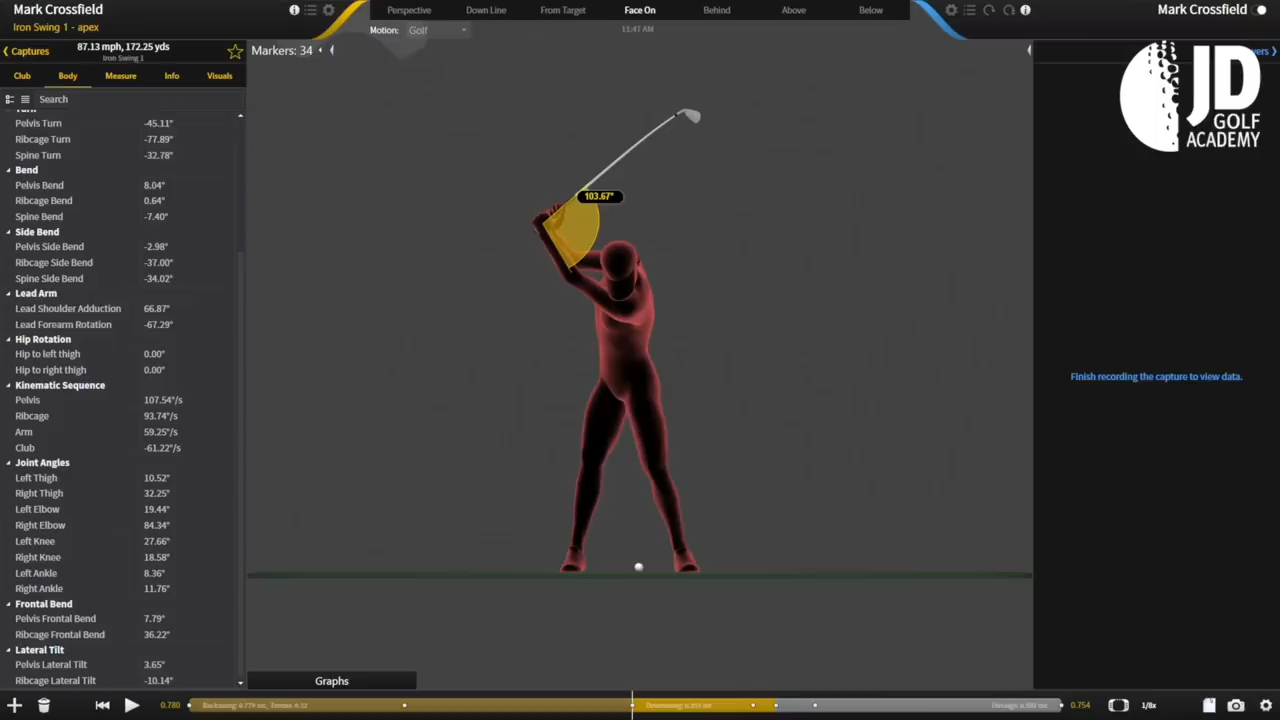 Mark Crossfield
Iron Swing 1 - apex
Captures
87.13 mph, 172.25 yds
Iron Swing 1
Club Body Measure Info Visuals
Search
Perspective Down Line From Target Face On Behind Above Below
Motion: Golf
11:47 AM
Markers: 34
Mark Crossfield
JD
GOLF
ACADEMY
Turn
Pelvis Turn -45.11°
Ribcage Turn -77.89°
Spine Turn -32.78°
Bend
Pelvis Bend 8.04°
Ribcage Bend 0.64°
Spine Bend -7.40°
Side Bend
Pelvis Side Bend -2.98°
Ribcage Side Bend -37.00°
Spine Side Bend -34.02°
Lead Arm
Lead Shoulder Adduction 66.87°
Lead Forearm Rotation -67.29°
Hip Rotation
Hip to left thigh 0.00°
Hip to right thigh 0.00°
Kinematic Sequence
Pelvis 107.54°/s
Ribcage 93.74°/s
Arm 59.25°/s
Club -61.22°/s
Joint Angles
Left Thigh 10.52°
Right Thigh 32.25°
Left Elbow 19.44°
Right Elbow 84.34°
Left Knee 27.66°
Right Knee 18.58°
Left Ankle 8.36°
Right Ankle 11.76°
Frontal Bend
Pelvis Frontal Bend 7.79°
Ribcage Frontal Bend 36.22°
Lateral Tilt
Pelvis Lateral Tilt 3.65°
Ribcage Lateral Tilt -10.14°
103.67°
Finish recording the capture to view data.
Graphs
0.780
0.754
1/8x